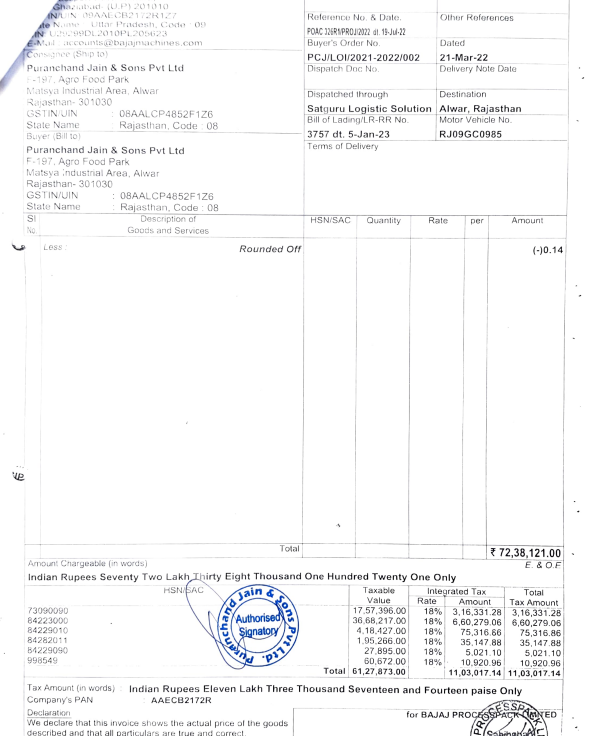 Ghaziabad- (U.P) 201010
GSTIN/UIN: 09AAECB2172R1Z7
State Name : Uttar Pradesh, Code : 09
CIN: U29299DL2010PL205623
E-Mail : accounts@bajajmachines.com
Consignee (Ship to)
Puranchand Jain & Sons Pvt Ltd
F-197, Agro Food Park
Matsya Industrial Area, Alwar
Rajasthan- 301030
GSTIN/UIN : 08AALCP4852F1Z6
State Name : Rajasthan, Code : 08
Buyer (Bill to)
Puranchand Jain & Sons Pvt Ltd
F-197, Agro Food Park
Matsya Industrial Area, Alwar
Rajasthan- 301030
GSTIN/UIN : 08AALCP4852F1Z6
State Name : Rajasthan, Code : 08
Reference No. & Date. Other References
POAC 326R1/PROJ/2022 dt. 19-Jul-22
Buyer's Order No. Dated
PCJ/LOI/2021-2022/002 21-Mar-22
Dispatch Doc No. Delivery Note Date
Dispatched through Destination
Satguru Logistic Solution Alwar, Rajasthan
Bill of Lading/LR-RR No. Motor Vehicle No.
3757 dt. 5-Jan-23 RJ09GC0985
Terms of Delivery
Sl Description of HSN/SAC Quantity Rate per Amount
No. Goods and Services
Less : Rounded Off (-)0.14
Total ₹ 72,38,121.00
Amount Chargeable (in words) E. & O.E
Indian Rupees Seventy Two Lakh Thirty Eight Thousand One Hundred Twenty One Only
HSN/SAC Taxable Integrated Tax Total
Value Rate Amount Tax Amount
73090090 17,57,396.00 18% 3,16,331.28 3,16,331.28
84223000 36,68,217.00 18% 6,60,279.06 6,60,279.06
84229010 4,18,427.00 18% 75,316.86 75,316.86
84282011 1,95,266.00 18% 35,147.88 35,147.88
84229090 27,895.00 18% 5,021.10 5,021.10
998549 60,672.00 18% 10,920.96 10,920.96
Total 61,27,873.00 11,03,017.14 11,03,017.14
Puranchand Jain & Sons Pvt. Ltd.
Authorised
Signatory
Tax Amount (in words) : Indian Rupees Eleven Lakh Three Thousand Seventeen and Fourteen paise Only
Company's PAN : AAECB2172R
Declaration
We declare that this invoice shows the actual price of the goods
described and that all particulars are true and correct.
for BAJAJ PROCESSPACK LIMITED